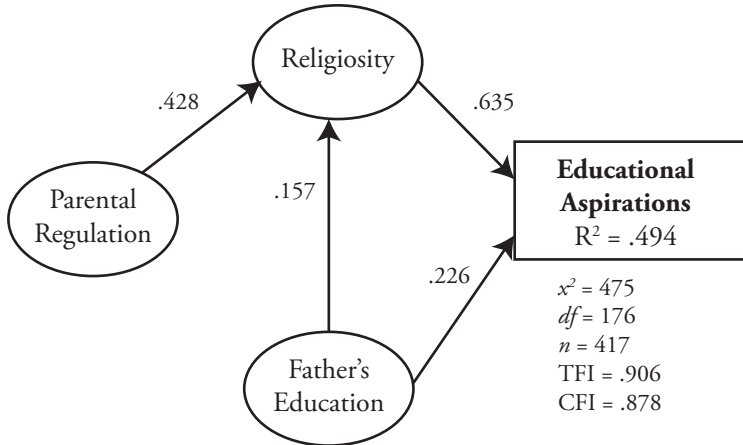 Religiosity
.428
.635
Parental
Regulation
.157
Educational
Aspirations
R² = .494
.226
Father's
Education
x² = 475
df = 176
n = 417
TFI = .906
CFI = .878